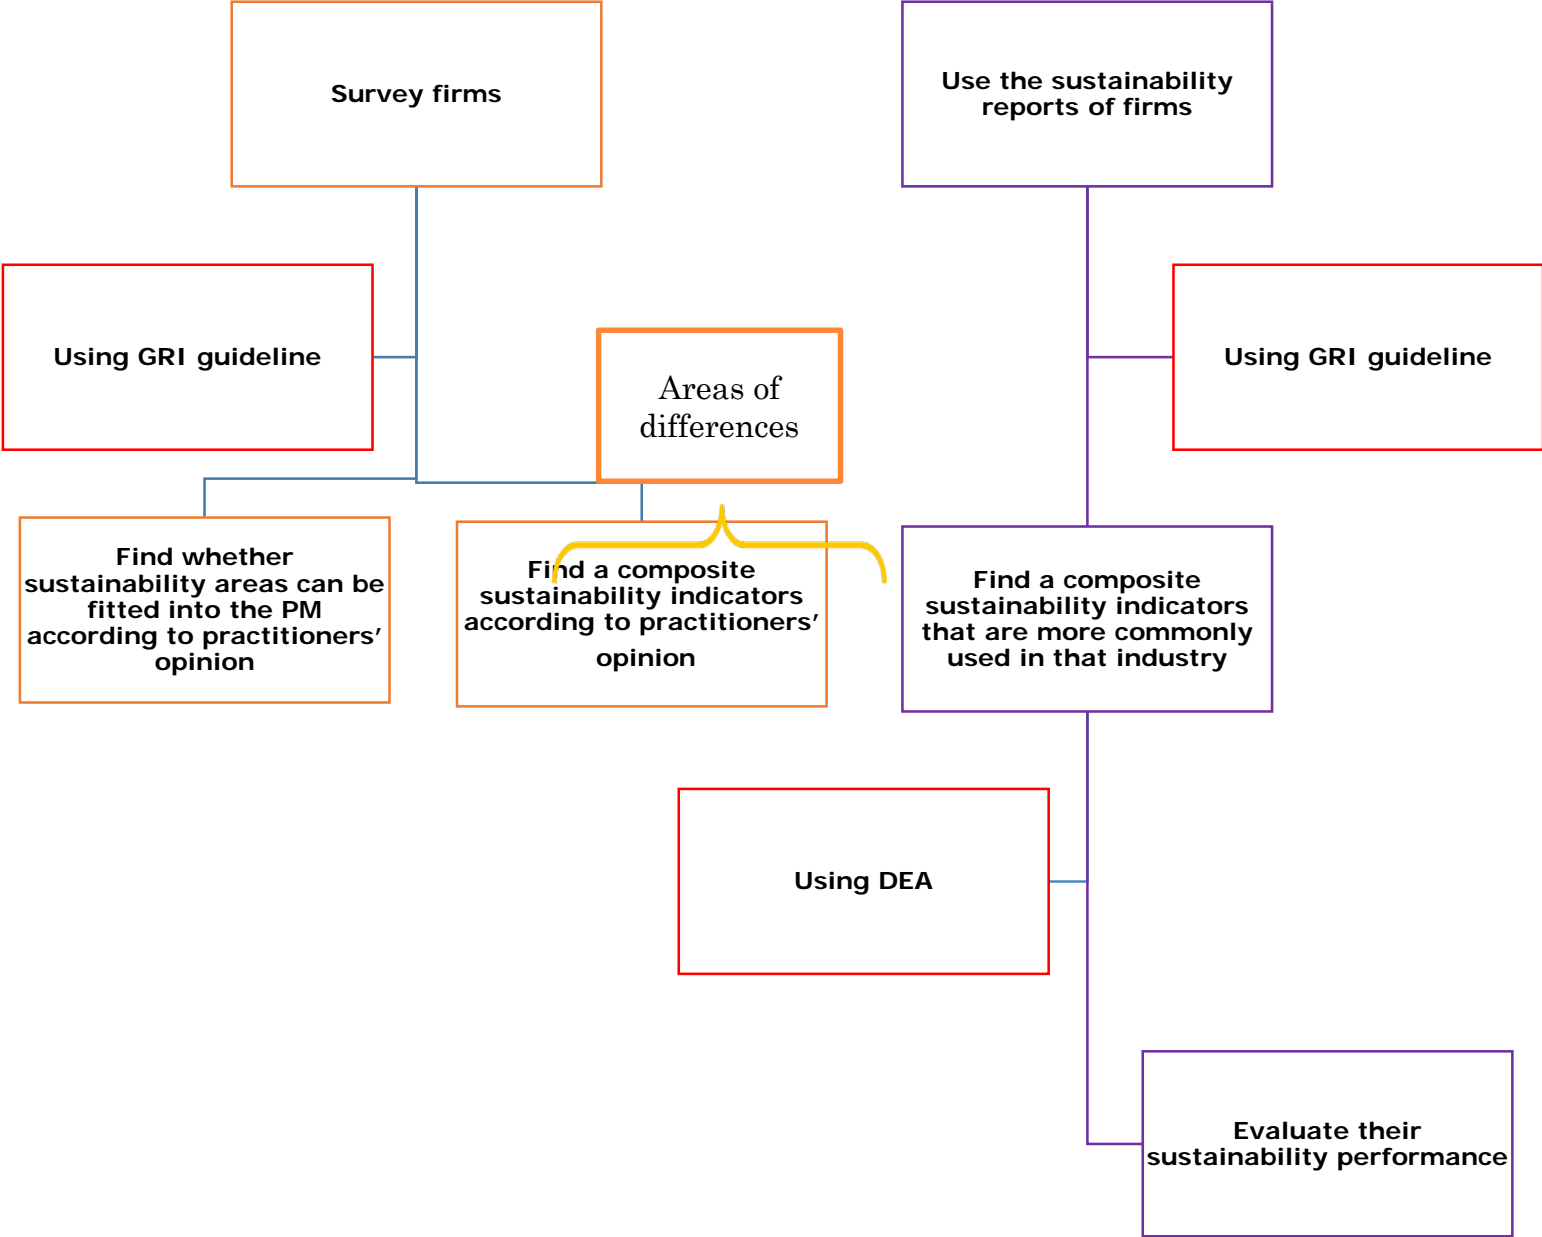 Survey firms
Use the sustainability
reports of firms
Using GRI guideline
Areas of
differences
Using GRI guideline
Find whether
sustainability areas can be
fitted into the PM
according to practitioners’
opinion
Find a composite
sustainability indicators
according to practitioners’
opinion
Find a composite
sustainability indicators
that are more commonly
used in that industry
Using DEA
Evaluate their
sustainability performance